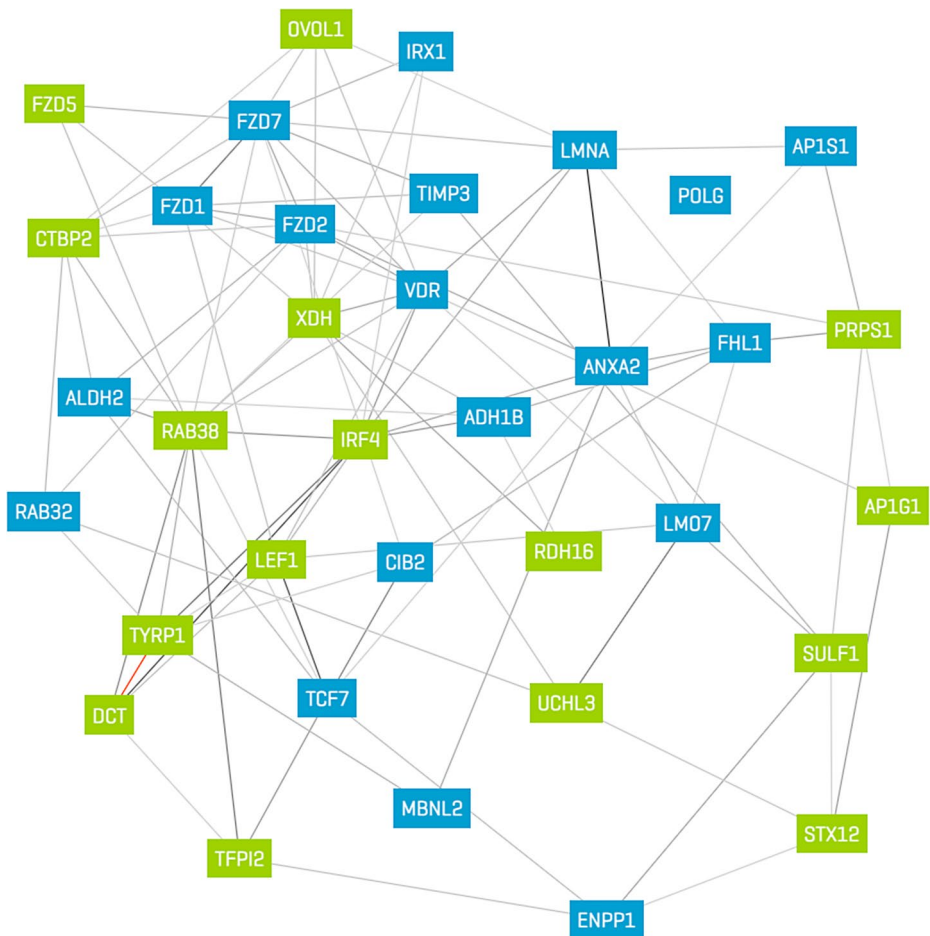 OVOL1
IRX1
FZD5
FZD7
LMNA
AP1S1
TIMP3
POLG
FZD1
FZD2
CTBP2
VDR
XDH
PRPS1
FHL1
ANXA2
ALDH2
ADH1B
RAB38
IRF4
AP1G1
RAB32
LMO7
RDH16
LEF1
CIB2
TYRP1
SULF1
TCF7
UCHL3
DCT
MBNL2
STX12
TFPI2
ENPP1